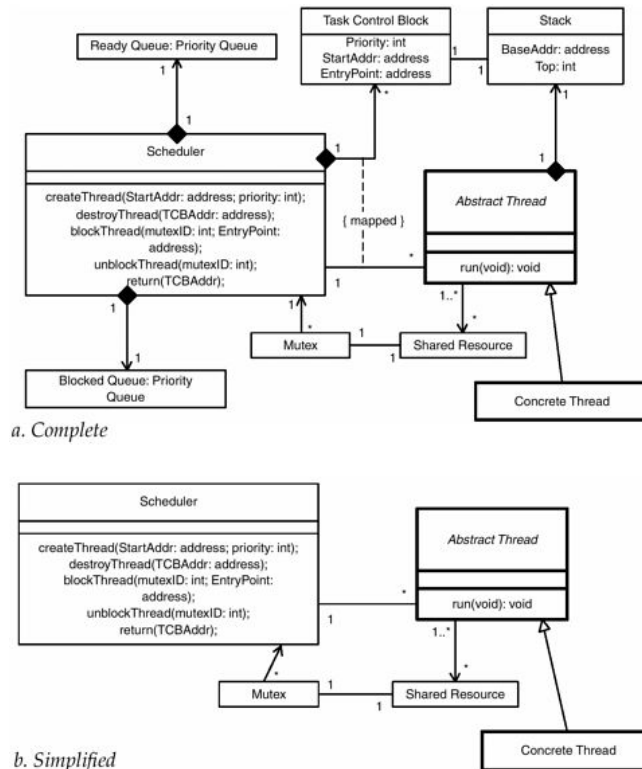 Task Control Block
Stack
Ready Queue: Priority Queue
Priority: int
StartAddr: address
EntryPoint: address
BaseAddr: address
Top: int
1
1
1
1
*
1
1
Scheduler
1
1
createThread(StartAddr: address; priority: int);
destroyThread(TCBAddr: address);
blockThread(mutexID: int; EntryPoint:
address);
unblockThread(mutexID: int);
return(TCBAddr);
{ mapped }
Abstract Thread
run(void): void
1
*
1
1
*
1..*
*
1
1
Mutex
Shared Resource
1
Blocked Queue: Priority
Queue
Concrete Thread
a. Complete
Scheduler
createThread(StartAddr: address; priority: int);
destroyThread(TCBAddr: address);
blockThread(mutexID: int; EntryPoint:
address);
unblockThread(mutexID: int);
return(TCBAddr);
Abstract Thread
run(void): void
1
*
1..*
*
*
1
1
Mutex
Shared Resource
Concrete Thread
b. Simplified